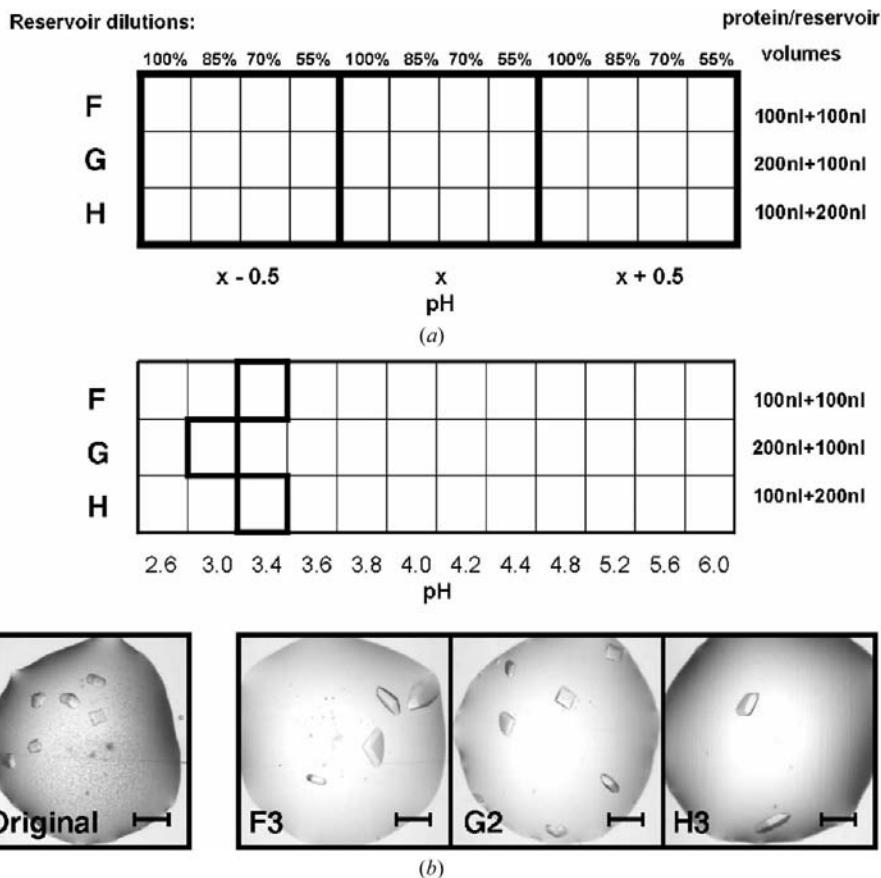 Reservoir dilutions:
protein/reservoir
volumes
100% 85% 70% 55% 100% 85% 70% 55% 100% 85% 70% 55%
F 100nl+100nl
G 200nl+100nl
H 100nl+200nl
x - 0.5 x x + 0.5
pH
(a)
F 100nl+100nl
G 200nl+100nl
H 100nl+200nl
2.6 3.0 3.4 3.6 3.8 4.0 4.2 4.4 4.8 5.2 5.6 6.0
pH
Original F3 G2 H3
(b)